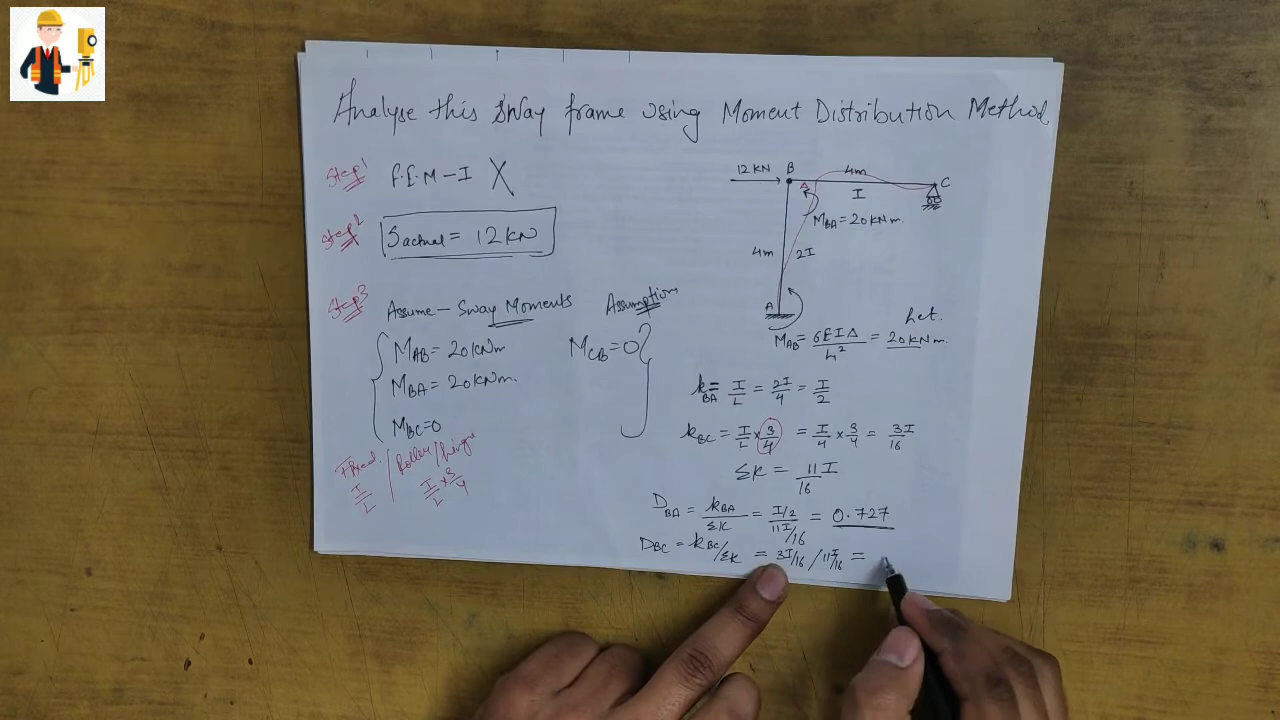 Analyse this sway frame using Moment Distribution Method.
Step 1 F.E.M - I X
Step 2 Sactual = 12 KN
Step 3 Assume - Sway Moments Assumption
MAB = 20 KNm MCB = 0
MBA = 20 KNm.
MBC = 0
Fixed / Roller / hinge
I/L I/L × 3/4
12 KN B 4m C
Δ I
MBA = 20 KNm.
4m 2I
A
het.
MAB = 6EIΔ/L² = 20 KNm.
kBA = I/L = 2I/4 = I/2
kBC = I/L × 3/4 = I/4 × 3/4 = 3I/16
ΣK = 11/16 I
DBA = kBA/ΣK = I/2 / 11I/16 = 0.727
DBC = kBC/ΣK = 3I/16 / 11I/16 =